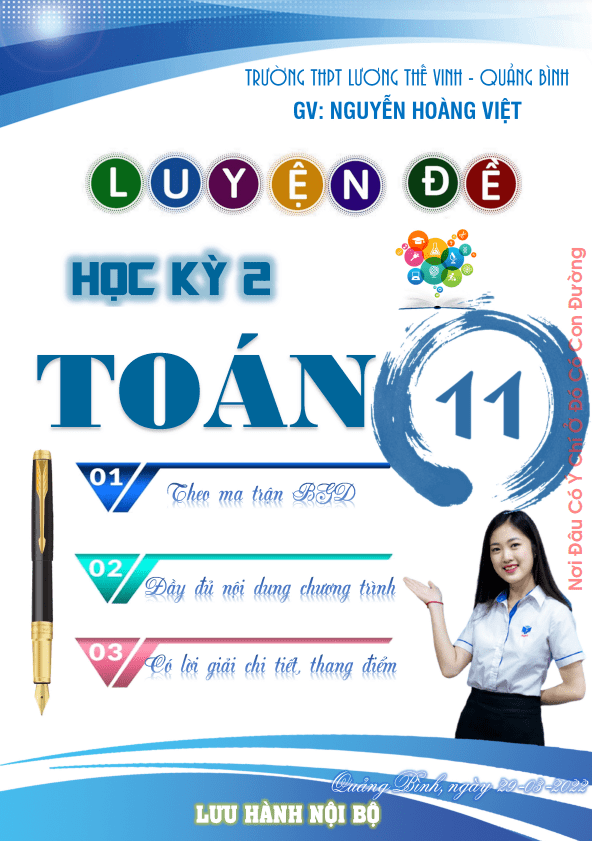 TRƯỜNG THPT LƯƠNG THẾ VINH - QUẢNG BÌNH
GV: NGUYỄN HOÀNG VIỆT
LUYỆN ĐỀ
HỌC KỲ 2
TOÁN 11
Nơi Đâu Có Ý Chí Ở Đó Có Con Đường
01 Theo ma trận BGD
02 Đầy đủ nội dung chương trình
03 Có lời giải chi tiết, thang điểm
Quảng Bình, ngày 29-03-2022
LƯU HÀNH NỘI BỘ